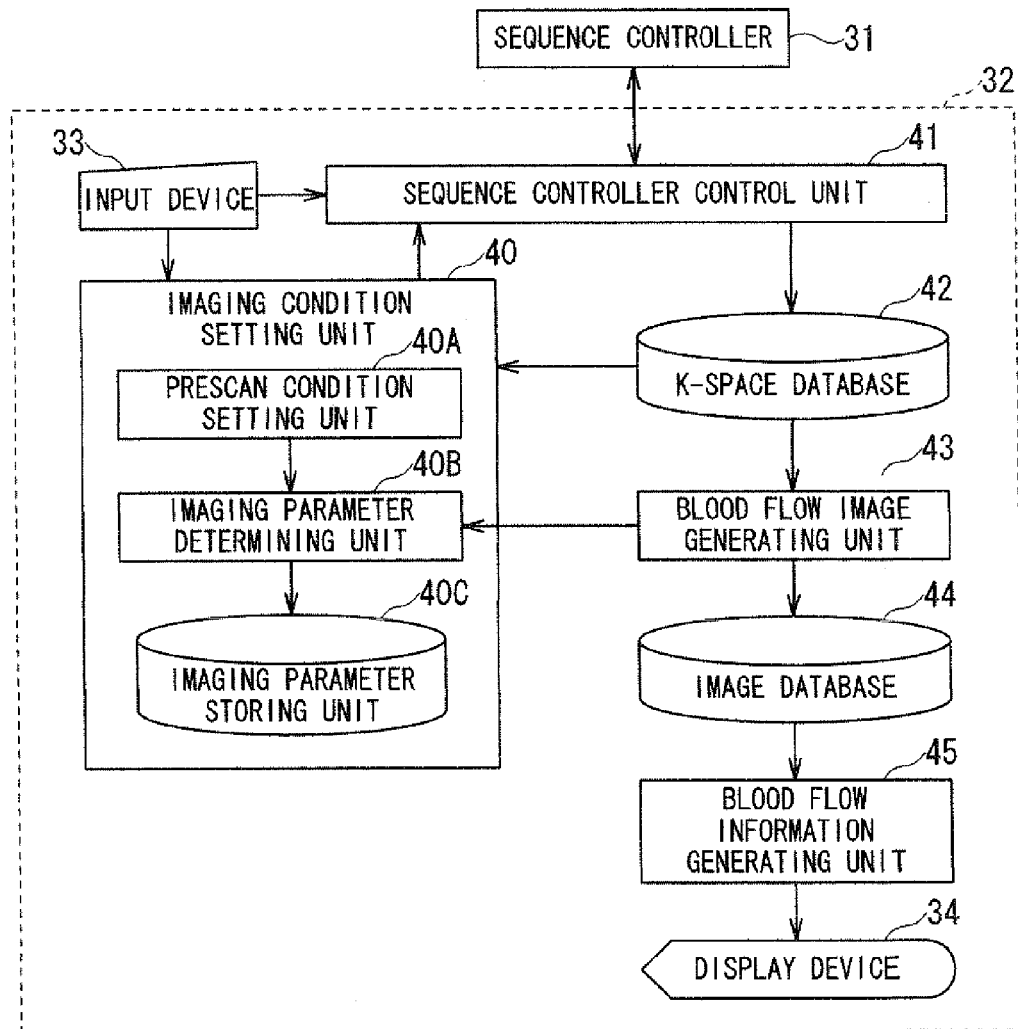 SEQUENCE CONTROLLER
31
32
33
INPUT DEVICE
41
SEQUENCE CONTROLLER CONTROL UNIT
40
IMAGING CONDITION
SETTING UNIT
40A
PRESCAN CONDITION
SETTING UNIT
40B
IMAGING PARAMETER
DETERMINING UNIT
40C
IMAGING PARAMETER
STORING UNIT
42
K-SPACE DATABASE
43
BLOOD FLOW IMAGE
GENERATING UNIT
44
IMAGE DATABASE
45
BLOOD FLOW
INFORMATION
GENERATING UNIT
34
DISPLAY DEVICE